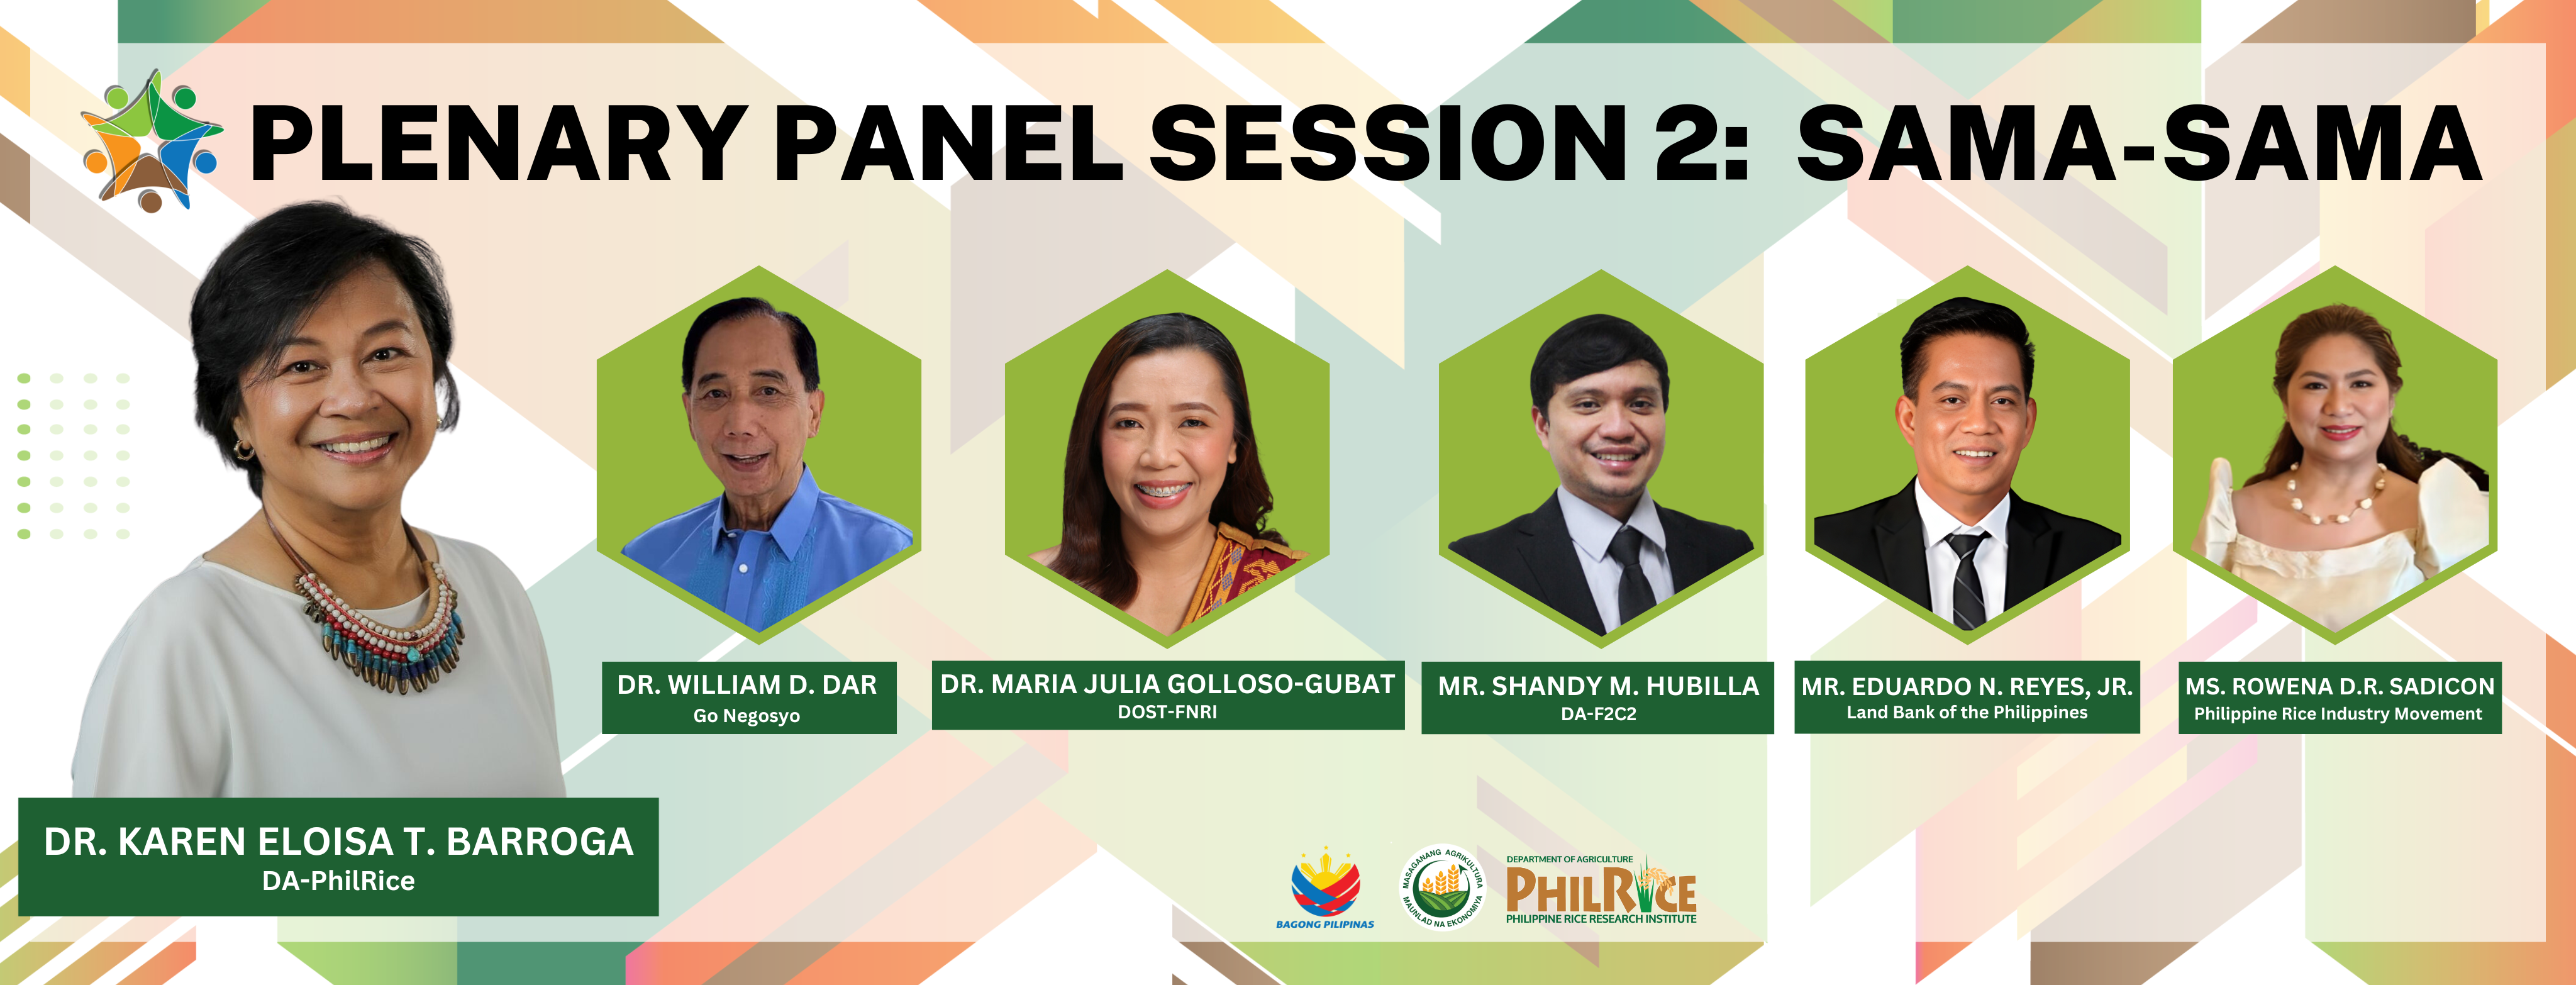 PLENARY PANEL SESSION 2: SAMA-SAMA
DR. WILLIAM D. DAR
Go Negosyo
DR. MARIA JULIA GOLLOSO-GUBAT
DOST-FNRI
MR. SHANDY M. HUBILLA
DA-F2C2
MR. EDUARDO N. REYES, JR.
Land Bank of the Philippines
MS. ROWENA D.R. SADICON
Philippine Rice Industry Movement
DR. KAREN ELOISA T. BARROGA
DA-PhilRice
BAGONG PILIPINAS
MASAGANANG AGRIKULTURA
MAUNLAD NA EKONOMIYA
DEPARTMENT OF AGRICULTURE
PHILRICE
PHILIPPINE RICE RESEARCH INSTITUTE